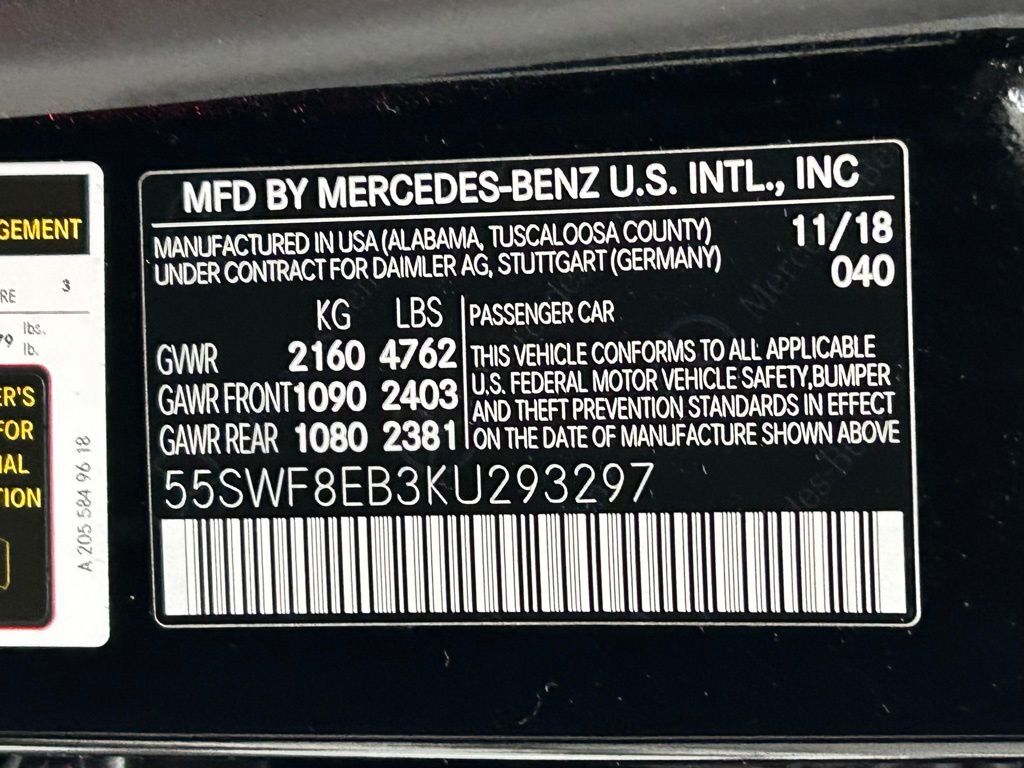 MFD BY MERCEDES-BENZ U.S. INTL., INC
MANUFACTURED IN USA (ALABAMA, TUSCALOOSA COUNTY) 11/18
UNDER CONTRACT FOR DAIMLER AG, STUTTGART (GERMANY) 040
KG LBS
GVWR 2160 4762
GAWR FRONT 1090 2403
GAWR REAR 1080 2381
PASSENGER CAR
THIS VEHICLE CONFORMS TO ALL APPLICABLE
U.S. FEDERAL MOTOR VEHICLE SAFETY,BUMPER
AND THEFT PREVENTION STANDARDS IN EFFECT
ON THE DATE OF MANUFACTURE SHOWN ABOVE
55SWF8EB3KU293297
GEMENT
RE 3
79 lbs.
lb.
ER'S
FOR
IAL
TION
A 205 584 96 18